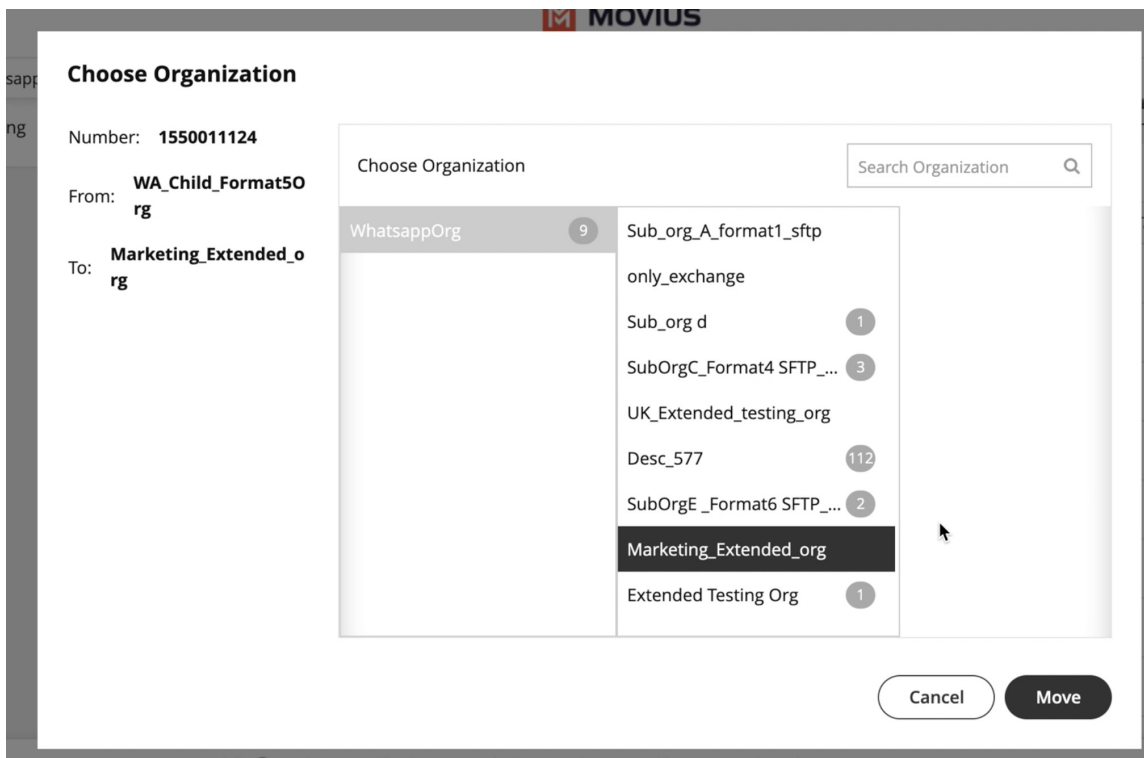 MOVIUS
sapp
ng
Choose Organization
Number: 1550011124
From: WA_Child_Format5O
rg
To: Marketing_Extended_o
rg
Choose Organization
Search Organization
WhatsappOrg 9
Sub_org_A_format1_sftp
only_exchange
Sub_org d 1
SubOrgC_Format4 SFTP_... 3
UK_Extended_testing_org
Desc_577 112
SubOrgE _Format6 SFTP_... 2
Marketing_Extended_org
Extended Testing Org 1
Cancel
Move